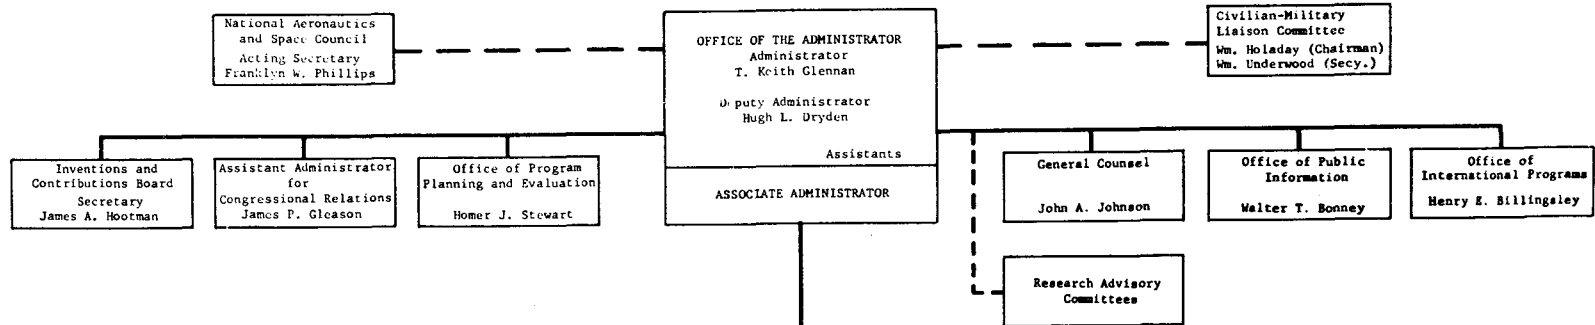 National Aeronautics
and Space Council
Acting Secretary
Franklyn W. Phillips
OFFICE OF THE ADMINISTRATOR
Administrator
T. Keith Glennan
Deputy Administrator
Hugh L. Dryden
Assistants
ASSOCIATE ADMINISTRATOR
Civilian-Military
Liaison Committee
Wm. Holaday (Chairman)
Wm. Underwood (Secy.)
Inventions and
Contributions Board
Secretary
James A. Hootman
Assistant Administrator
for
Congressional Relations
James P. Gleason
Office of Program
Planning and Evaluation
Homer J. Stewart
General Counsel
John A. Johnson
Office of Public
Information
Walter T. Bonney
Office of
International Programs
Henry E. Billingsley
Research Advisory
Committees